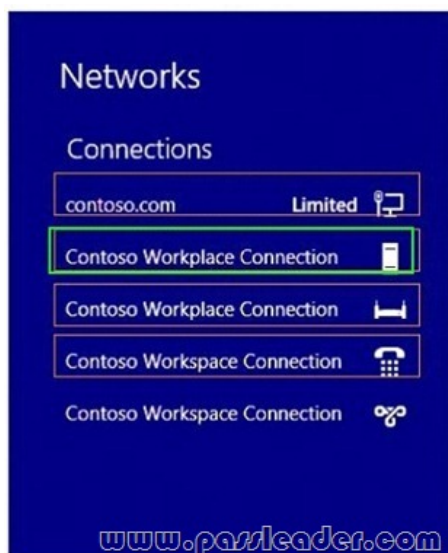 Networks
Connections
contoso.com Limited
Contoso Workplace Connection
Contoso Workplace Connection
Contoso Workspace Connection
Contoso Workspace Connection
www.passleader.com